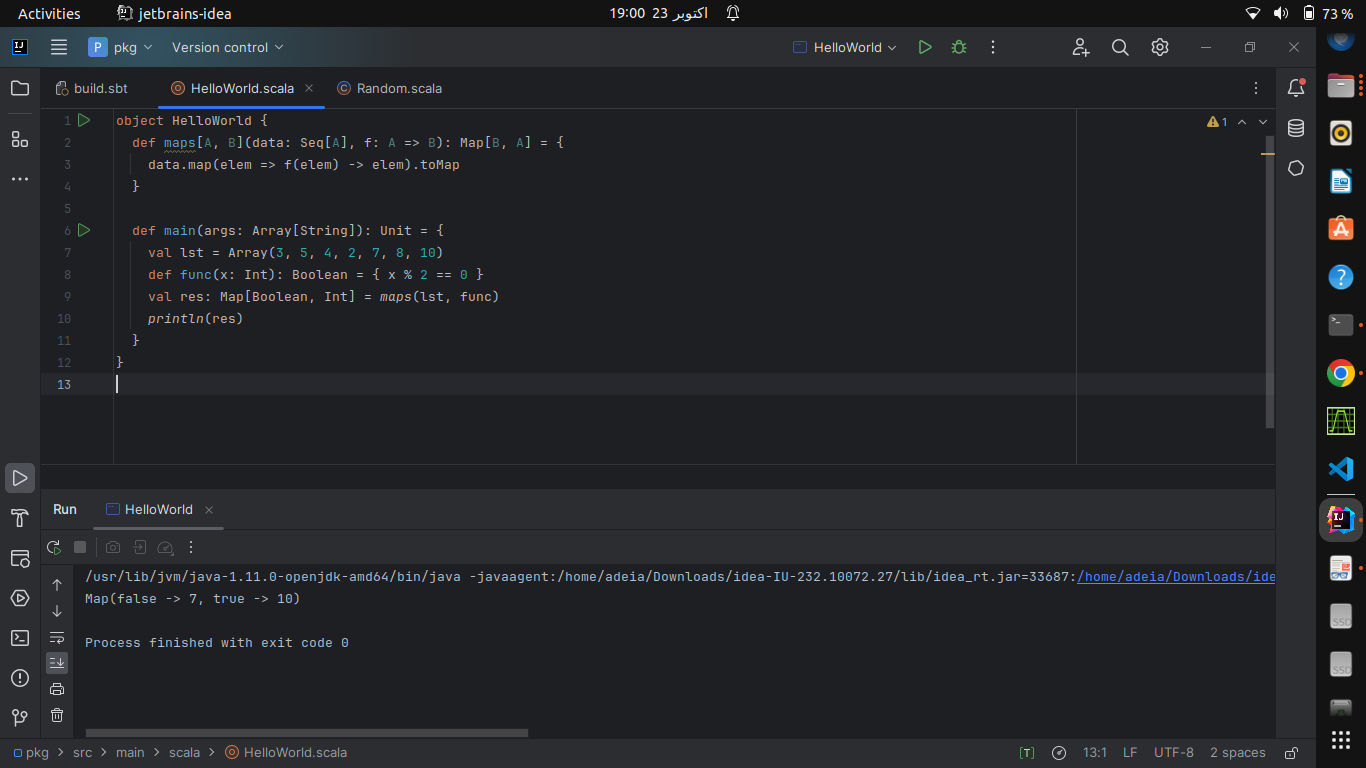 Activities jetbrains-idea 19:00 23 اکتوبر 73 %
P pkg Version control HelloWorld
build.sbt HelloWorld.scala Random.scala
1 object HelloWorld { 1
2 def maps[A, B](data: Seq[A], f: A => B): Map[B, A] = {
3 data.map(elem => f(elem) -> elem).toMap
4 }
5
6 def main(args: Array[String]): Unit = {
7 val lst = Array(3, 5, 4, 2, 7, 8, 10)
8 def func(x: Int): Boolean = { x % 2 == 0 }
9 val res: Map[Boolean, Int] = maps(lst, func)
10 println(res)
11 }
12 }
13
Run HelloWorld
/usr/lib/jvm/java-1.11.0-openjdk-amd64/bin/java -javaagent:/home/adeia/Downloads/idea-IU-232.10072.27/lib/idea_rt.jar=33687:/home/adeia/Downloads/ide
Map(false -> 7, true -> 10)
Process finished with exit code 0
pkg > src > main > scala > HelloWorld.scala [T] 13:1 LF UTF-8 2 spaces
IJ
SSD
SSD